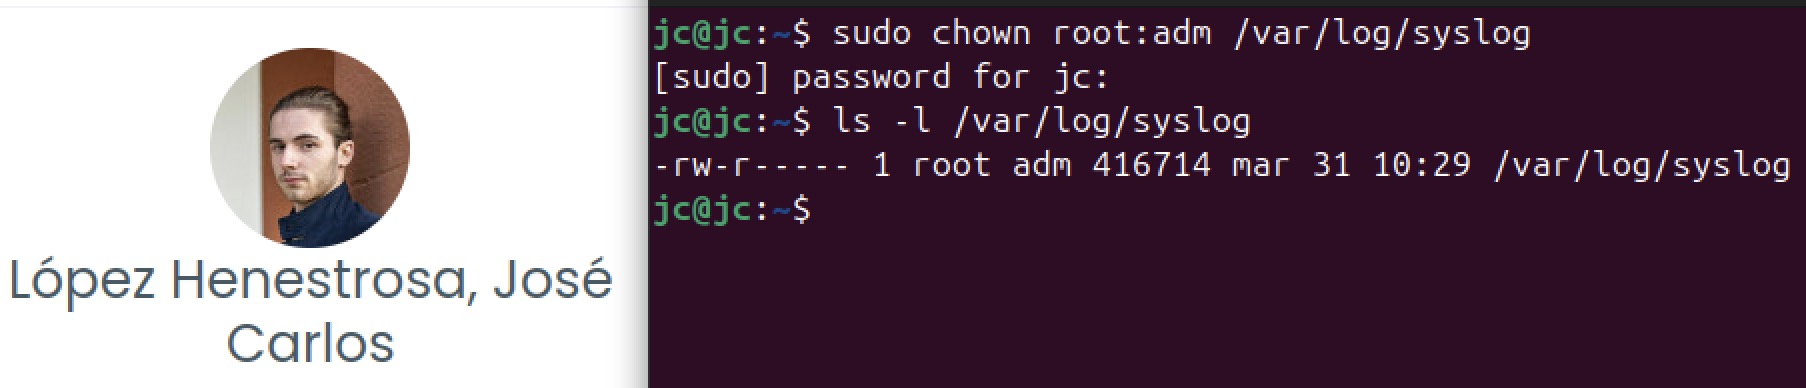 López Henestrosa, José
Carlos
jc@jc:~$ sudo chown root:adm /var/log/syslog
[sudo] password for jc:
jc@jc:~$ ls -l /var/log/syslog
-rw-r----- 1 root adm 416714 mar 31 10:29 /var/log/syslog
jc@jc:~$